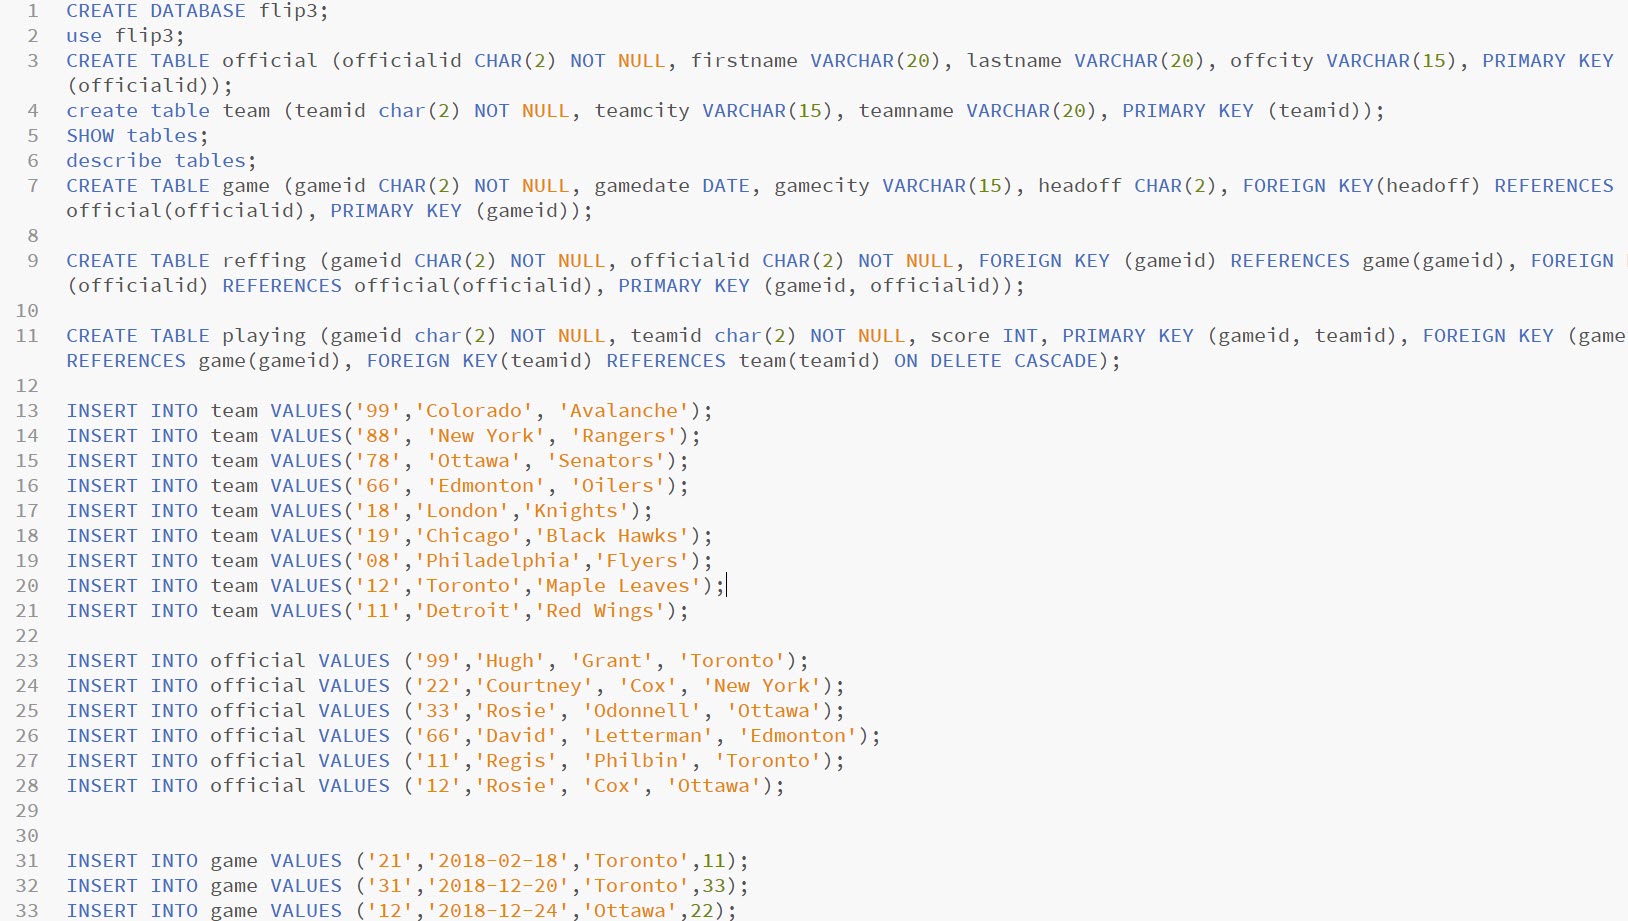 1 CREATE DATABASE flip3;
2 use flip3;
3 CREATE TABLE official (officialid CHAR(2) NOT NULL, firstname VARCHAR(20), lastname VARCHAR(20), offcity VARCHAR(15), PRIMARY KEY
(officialid));
4 create table team (teamid char(2) NOT NULL, teamcity VARCHAR(15), teamname VARCHAR(20), PRIMARY KEY (teamid));
5 SHOW tables;
6 describe tables;
7 CREATE TABLE game (gameid CHAR(2) NOT NULL, gamedate DATE, gamecity VARCHAR(15), headoff CHAR(2), FOREIGN KEY(headoff) REFERENCES
official(officialid), PRIMARY KEY (gameid));
8
9 CREATE TABLE reffing (gameid CHAR(2) NOT NULL, officialid CHAR(2) NOT NULL, FOREIGN KEY (gameid) REFERENCES game(gameid), FOREIGN
(officialid) REFERENCES official(officialid), PRIMARY KEY (gameid, officialid));
10
11 CREATE TABLE playing (gameid char(2) NOT NULL, teamid char(2) NOT NULL, score INT, PRIMARY KEY (gameid, teamid), FOREIGN KEY (game
REFERENCES game(gameid), FOREIGN KEY(teamid) REFERENCES team(teamid) ON DELETE CASCADE);
12
13 INSERT INTO team VALUES('99','Colorado', 'Avalanche');
14 INSERT INTO team VALUES('88', 'New York', 'Rangers');
15 INSERT INTO team VALUES('78', 'Ottawa', 'Senators');
16 INSERT INTO team VALUES('66', 'Edmonton', 'Oilers');
17 INSERT INTO team VALUES('18','London','Knights');
18 INSERT INTO team VALUES('19','Chicago','Black Hawks');
19 INSERT INTO team VALUES('08','Philadelphia','Flyers');
20 INSERT INTO team VALUES('12','Toronto','Maple Leaves');
21 INSERT INTO team VALUES('11','Detroit','Red Wings');
22
23 INSERT INTO official VALUES ('99','Hugh', 'Grant', 'Toronto');
24 INSERT INTO official VALUES ('22','Courtney', 'Cox', 'New York');
25 INSERT INTO official VALUES ('33','Rosie', 'Odonnell', 'Ottawa');
26 INSERT INTO official VALUES ('66','David', 'Letterman', 'Edmonton');
27 INSERT INTO official VALUES ('11','Regis', 'Philbin', 'Toronto');
28 INSERT INTO official VALUES ('12','Rosie', 'Cox', 'Ottawa');
29
30
31 INSERT INTO game VALUES ('21','2018-02-18','Toronto',11);
32 INSERT INTO game VALUES ('31','2018-12-20','Toronto',33);
33 INSERT INTO game VALUES ('12','2018-12-24','Ottawa',22);